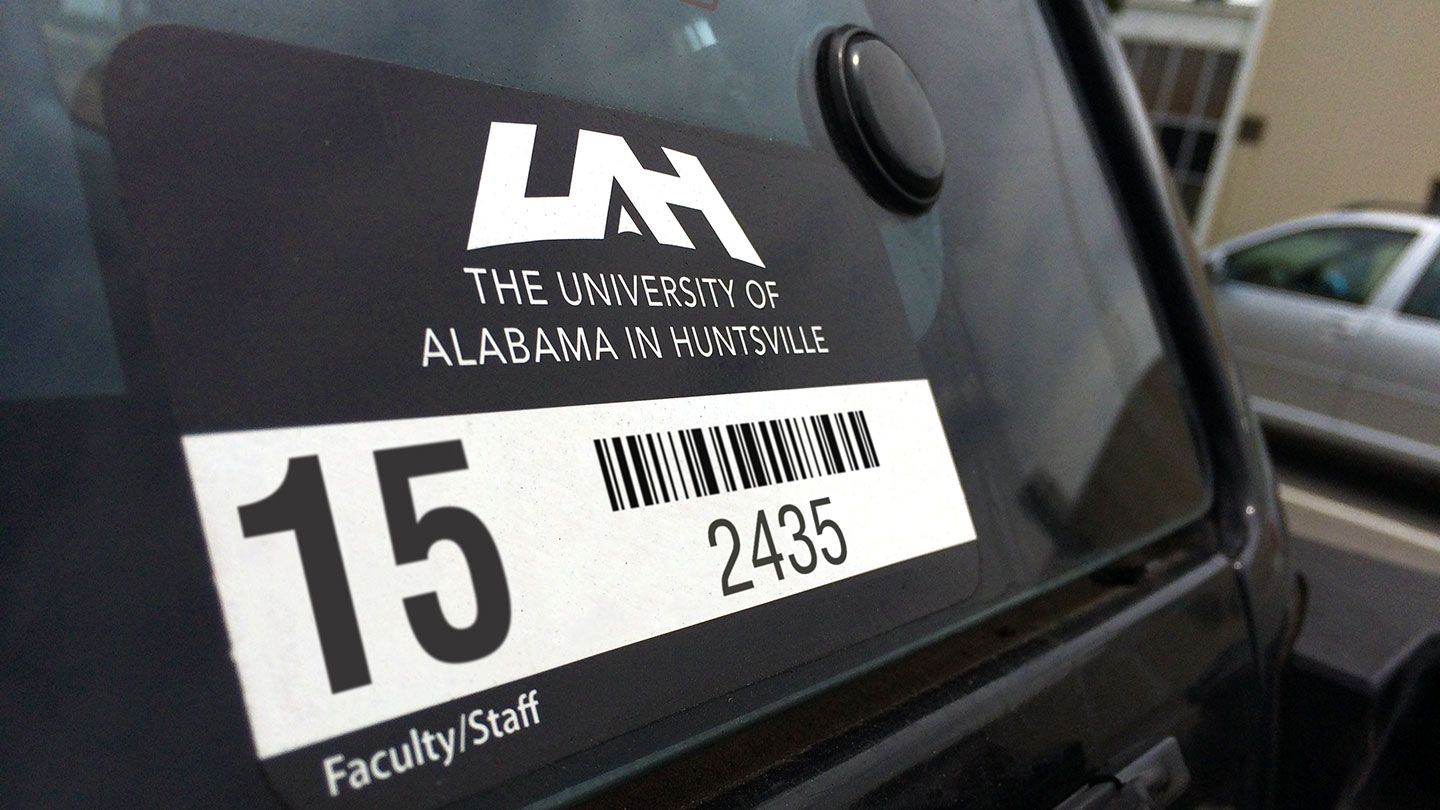 UAH
THE UNIVERSITY OF
ALABAMA IN HUNTSVILLE
15
2435
Faculty/Staff